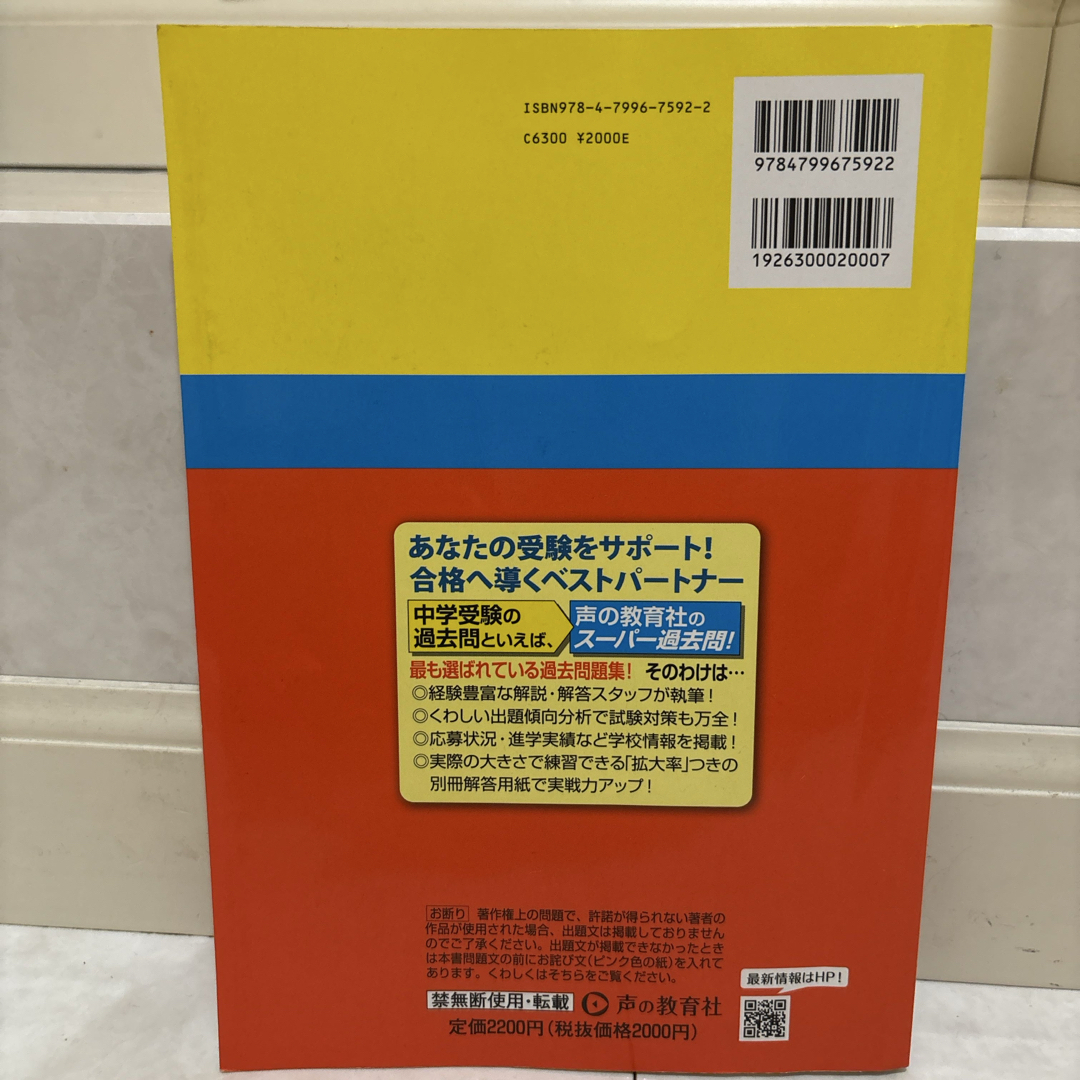 ISBN978-4-7996-7592-2
C6300 ¥2000E
9784799675922
1926300020007
あなたの受験をサポート!
合格へ導くベストパートナー
中学受験の
過去問といえば、
声の教育社の
スーパー過去問!
最も選ばれている過去問題集! そのわけは…
◎経験豊富な解説・解答スタッフが執筆!
◎くわしい出題傾向分析で試験対策も万全!
◎応募状況・進学実績など学校情報を掲載!
◎実際の大きさで練習できる「拡大率」つきの
別冊解答用紙で実戦力アップ!
お断り 著作権上の問題で、許諾が得られない著者の
作品が使用された場合、出題文は掲載しておりません
のでご了承ください。出題文が掲載できなかったとき
は本書問題文の前にお詫び文(ピンク色の紙)を入れて
あります。くわしくはそちらをご覧ください。
最新情報はHP!
禁無断使用・転載 声の教育社
定価2200円(税抜価格2000円)